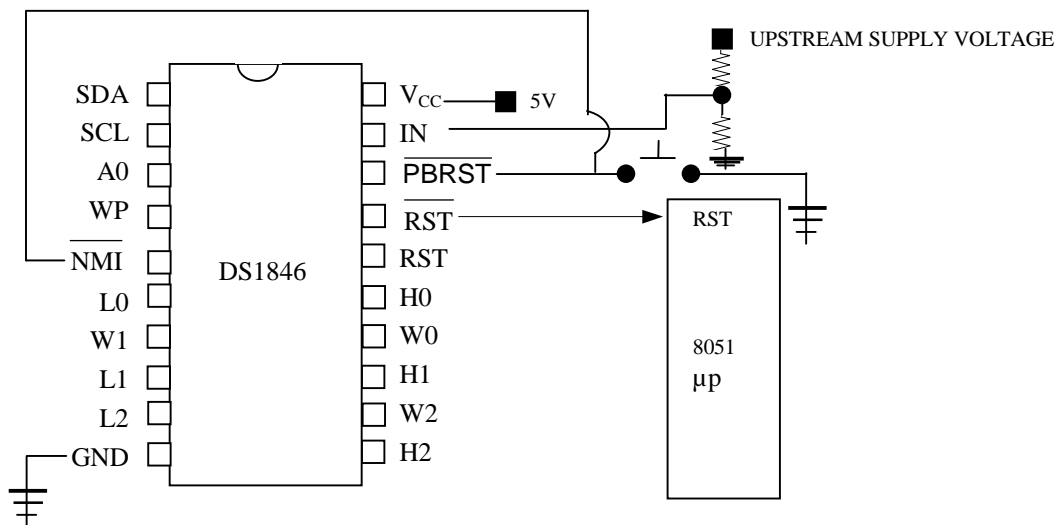 UPSTREAM SUPPLY VOLTAGE
SDA
SCL
A0
WP
NMI
L0
W1
L1
L2
GND
DS1846
VCC
5V
IN
PBRST
RST
RST
H0
W0
H1
W2
H2
RST
8051
µp